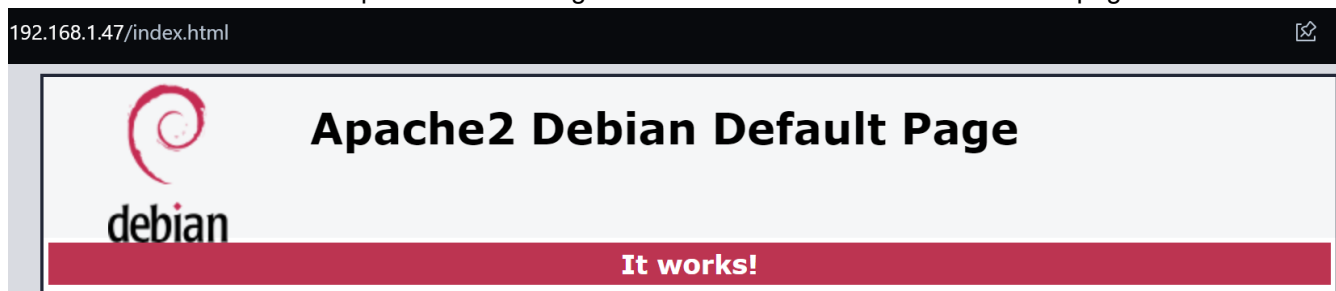 192.168.1.47/index.html
Apache2 Debian Default Page
debian
It works!